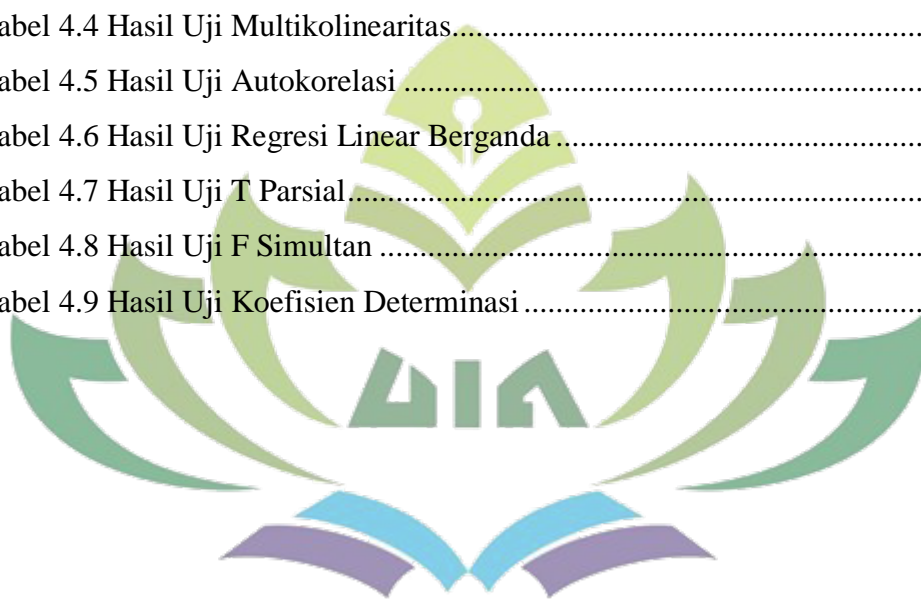 abel 4.4 Hasil Uji Multikolinearitas..............................................................
abel 4.5 Hasil Uji Autokorelasi ....................................................................
abel 4.6 Hasil Uji Regresi Linear Berganda ................................................
abel 4.7 Hasil Uji T Parsial...........................................................................
abel 4.8 Hasil Uji F Simultan .......................................................................
abel 4.9 Hasil Uji Koefisien Determinasi ....................................................
UIN